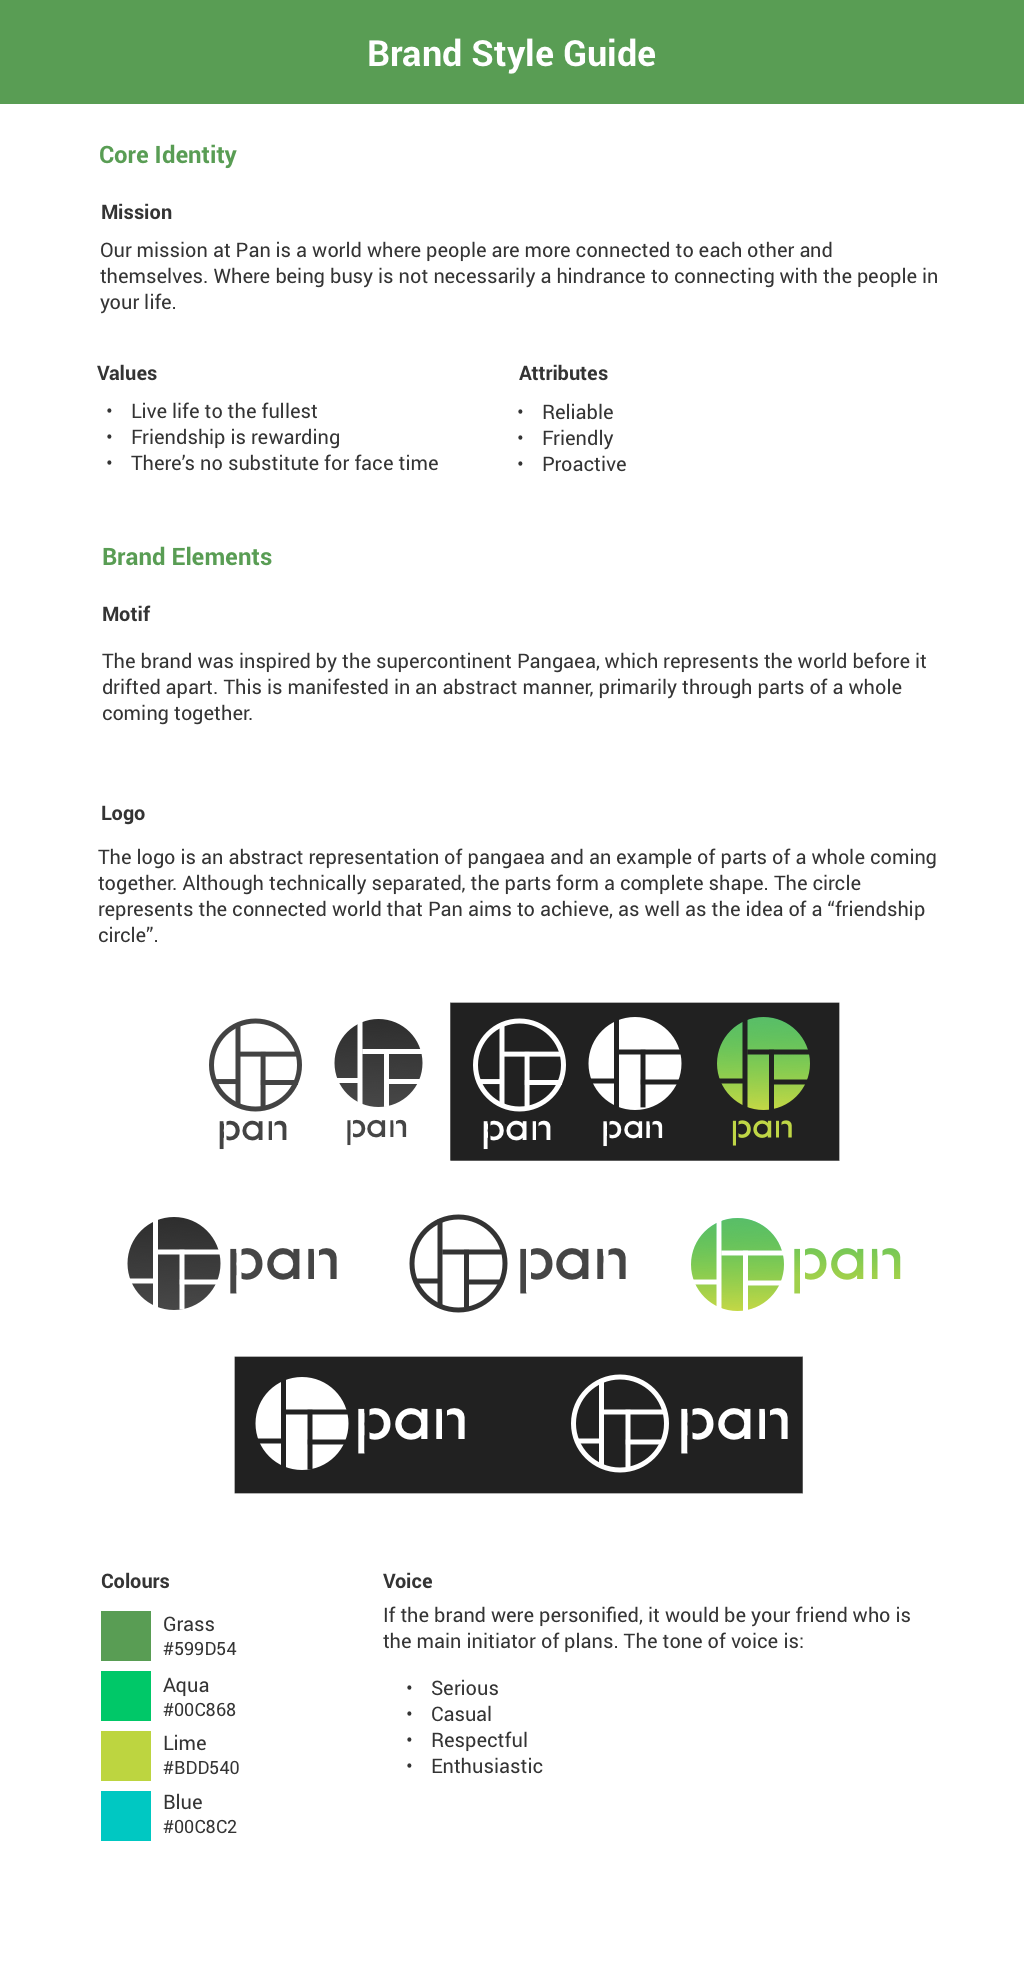 Brand Style Guide
Core Identity
Mission
Our mission at Pan is a world where people are more connected to each other and
themselves. Where being busy is not necessarily a hindrance to connecting with the people in
your life.
Values
• Live life to the fullest
• Friendship is rewarding
• There’s no substitute for face time
Attributes
• Reliable
• Friendly
• Proactive
Brand Elements
Motif
The brand was inspired by the supercontinent Pangaea, which represents the world before it
drifted apart. This is manifested in an abstract manner, primarily through parts of a whole
coming together.
Logo
The logo is an abstract representation of pangaea and an example of parts of a whole coming
together. Although technically separated, the parts form a complete shape. The circle
represents the connected world that Pan aims to achieve, as well as the idea of a “friendship
circle”.
pan
pan
pan
pan
pan
pan
pan
pan
pan
pan
Colours
Grass
#599D54
Aqua
#00C868
Lime
#BDD540
Blue
#00C8C2
Voice
If the brand were personified, it would be your friend who is
the main initiator of plans. The tone of voice is:
• Serious
• Casual
• Respectful
• Enthusiastic